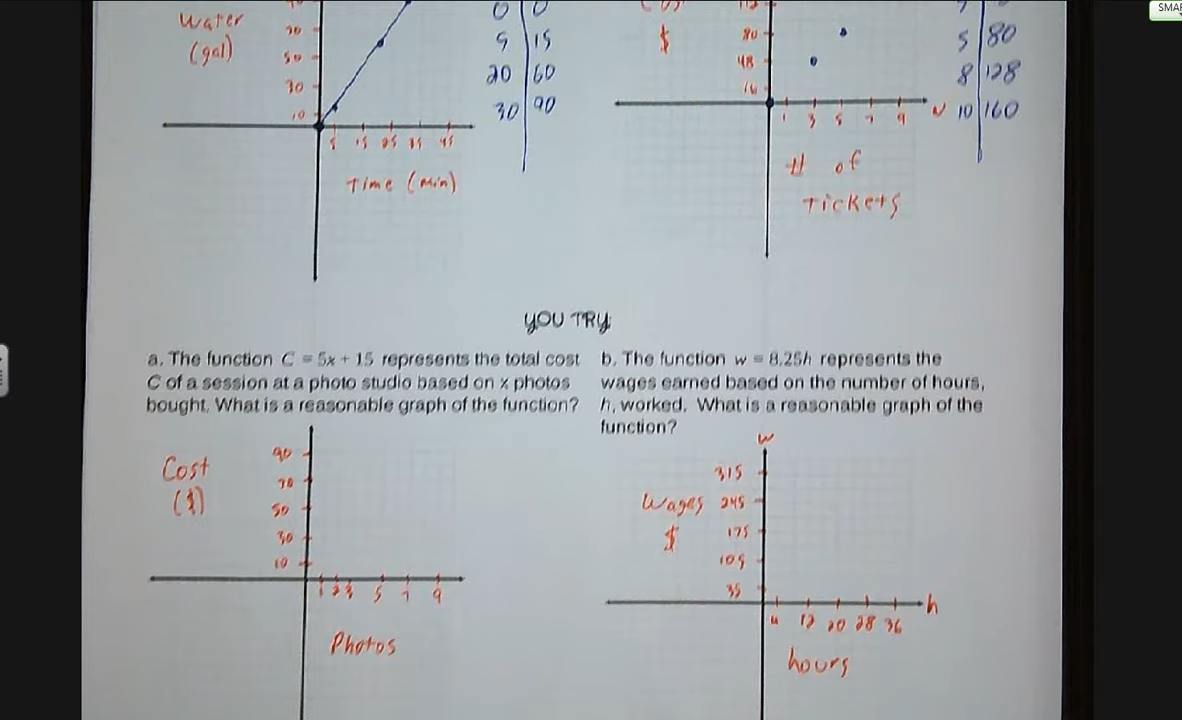 SMA
Water
(gal)
70
50
30
10
5 15 25 35 45
Time (min)
0 0
5 15
20 60
30 90
$
80
48
16
1 3 5 7 9
N
# of
Tickets
5 80
8 128
10 160
YOU TRY:
a. The function C = 5x + 15 represents the total cost
C of a session at a photo studio based on x photos
bought. What is a reasonable graph of the function?
Cost
($)
90
70
50
30
10
1 2 3 5 7 9
Photos
b. The function w = 8.25h represents the
wages earned based on the number of hours,
h, worked. What is a reasonable graph of the
function?
w
Wages
$
315
245
175
105
35
4 12 20 28 36
h
hours